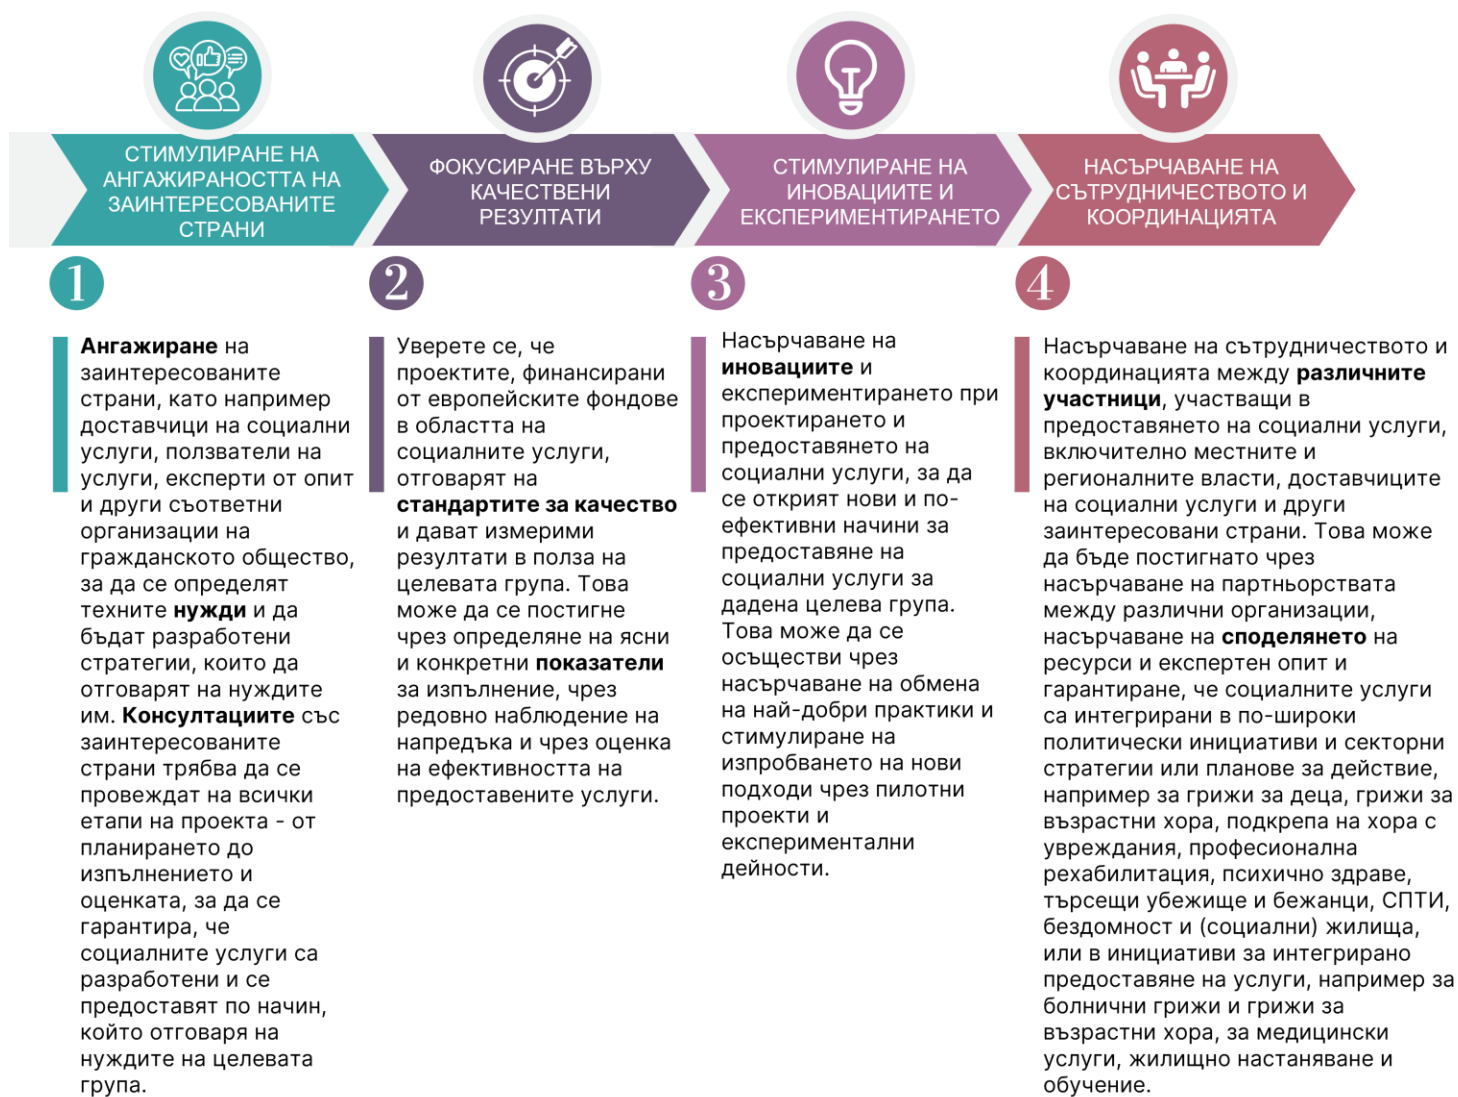 СТИМУЛИРАНЕ НА
АНГАЖИРАНОСТТА НА
ЗАИНТЕРЕСОВАНИТЕ
СТРАНИ
ФОКУСИРАНЕ ВЪРХУ
КАЧЕСТВЕНИ
РЕЗУЛТАТИ
СТИМУЛИРАНЕ НА
ИНОВАЦИИТЕ И
ЕКСПЕРИМЕНТИРАНЕТО
НАСЪРЧАВАНЕ НА
СЪТРУДНИЧЕСТВОТО И
КООРДИНАЦИЯТА
1
Ангажиране на
заинтересованите
страни, като например
доставчици на социални
услуги, ползватели на
услуги, експерти от опит
и други съответни
организации на
гражданското общество,
за да се определят
техните нужди и да
бъдат разработени
стратегии, които да
отговарят на нуждите
им. Консултациите със
заинтересованите
страни трябва да се
провеждат на всички
етапи на проекта - от
планирането до
изпълнението и
оценката, за да се
гарантира, че
социалните услуги са
разработени и се
предоставят по начин,
който отговаря на
нуждите на целевата
група.
2
Уверете се, че
проектите, финансирани
от европейските фондове
в областта на
социалните услуги,
отговарят на
стандартите за качество
и дават измерими
резултати в полза на
целевата група. Това
може да се постигне
чрез определяне на ясни
и конкретни показатели
за изпълнение, чрез
редовно наблюдение на
напредъка и чрез оценка
на ефективността на
предоставените услуги.
3
Насърчаване на
иновациите и
експериментирането при
проектирането и
предоставянето на
социални услуги, за да
се открият нови и по-
ефективни начини за
предоставяне на
социални услуги за
дадена целева група.
Това може да се
осъществи чрез
насърчаване на обмена
на най-добри практики и
стимулиране на
изпробването на нови
подходи чрез пилотни
проекти и
експериментални
дейности.
4
Насърчаване на сътрудничеството и
координацията между различните
участници, участващи в
предоставянето на социални услуги,
включително местните и
регионалните власти, доставчиците
на социални услуги и други
заинтересовани страни. Това може
да бъде постигнато чрез
насърчаване на партньорствата
между различни организации,
насърчаване на споделянето на
ресурси и експертен опит и
гарантиране, че социалните услуги
са интегрирани в по-широки
политически инициативи и секторни
стратегии или планове за действие,
например за грижи за деца, грижи за
възрастни хора, подкрепа на хора с
увреждания, професионална
рехабилитация, психично здраве,
търсещи убежище и бежанци, СПТИ,
бездомност и (социални) жилища,
или в инициативи за интегрирано
предоставяне на услуги, например за
болнични грижи и грижи за
възрастни хора, за медицински
услуги, жилищно настаняване и
обучение.